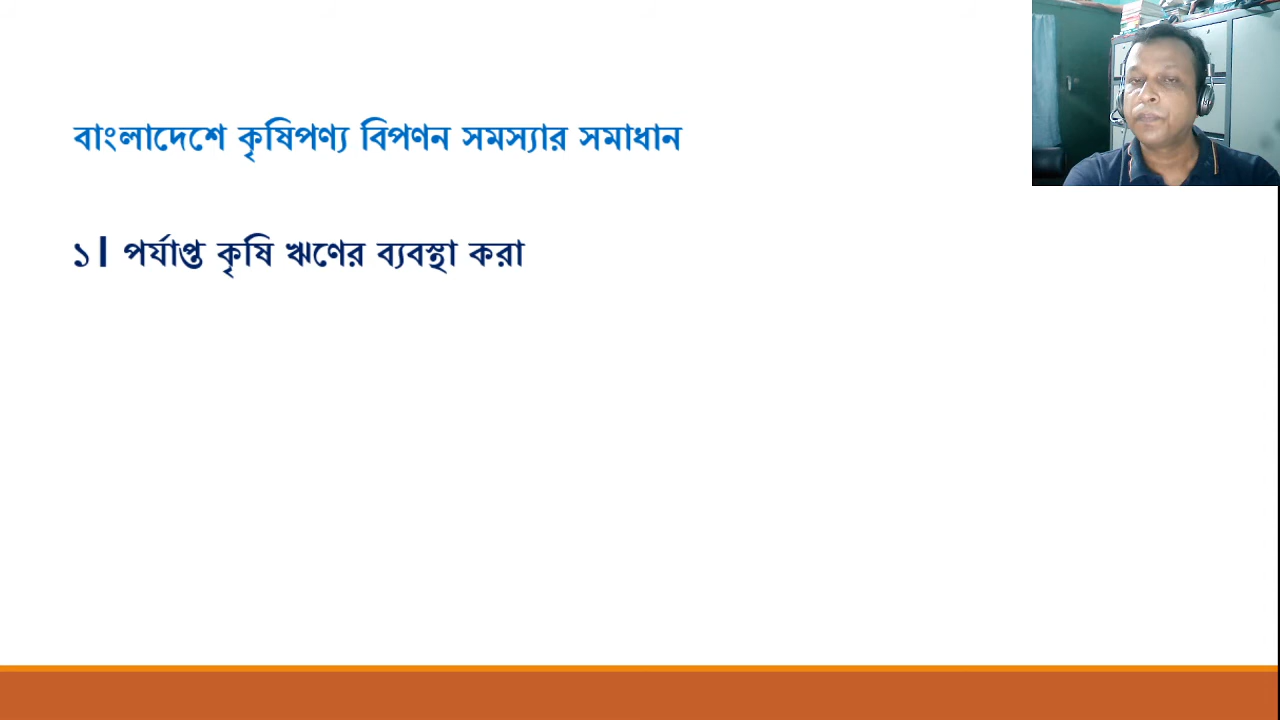 বাংলাদেশে কৃষিপণ্য বিপণন সমস্যার সমাধান
১। পর্যাপ্ত কৃষি ঋণের ব্যবস্থা করা